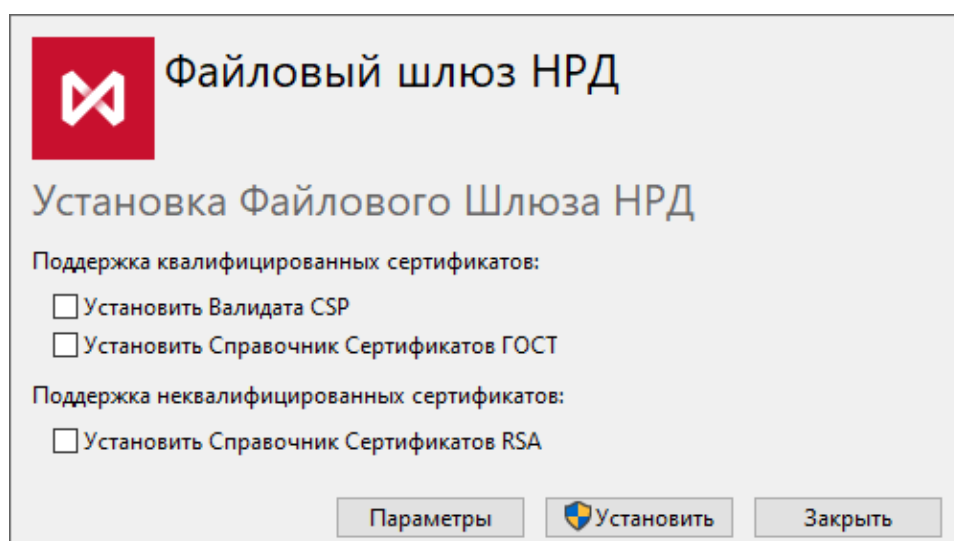 Файловый шлюз НРД
Установка Файлового Шлюза НРД
Поддержка квалифицированных сертификатов:
Установить Валидата CSP
Установить Справочник Сертификатов ГОСТ
Поддержка неквалифицированных сертификатов:
Установить Справочник Сертификатов RSA
Параметры Установить Закрыть